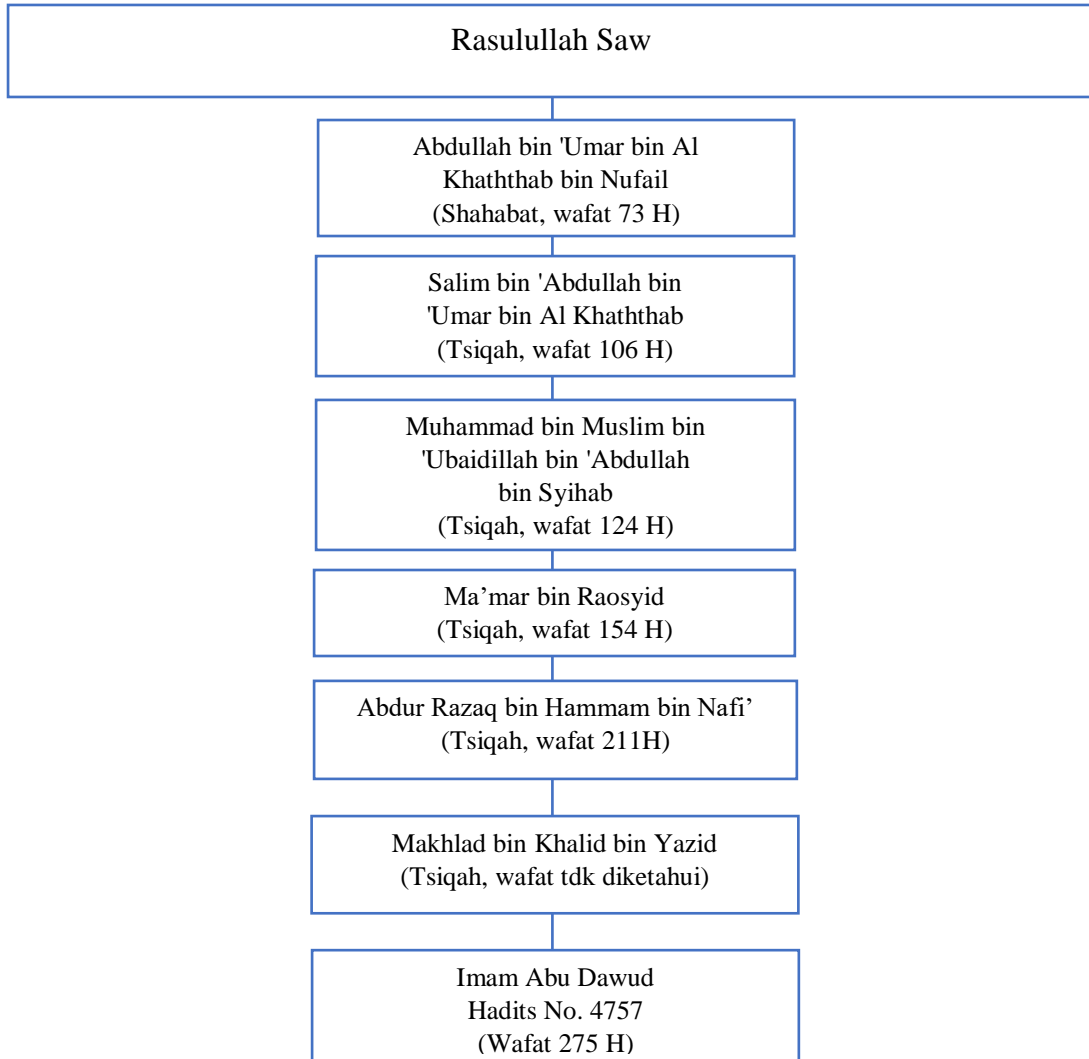 Rasulullah Saw
Abdullah bin 'Umar bin Al
Khaththab bin Nufail
(Shahabat, wafat 73 H)
Salim bin 'Abdullah bin
'Umar bin Al Khaththab
(Tsiqah, wafat 106 H)
Muhammad bin Muslim bin
'Ubaidillah bin 'Abdullah
bin Syihab
(Tsiqah, wafat 124 H)
Ma’mar bin Raosyid
(Tsiqah, wafat 154 H)
Abdur Razaq bin Hammam bin Nafi’
(Tsiqah, wafat 211H)
Makhlad bin Khalid bin Yazid
(Tsiqah, wafat tdk diketahui)
Imam Abu Dawud
Hadits No. 4757
(Wafat 275 H)